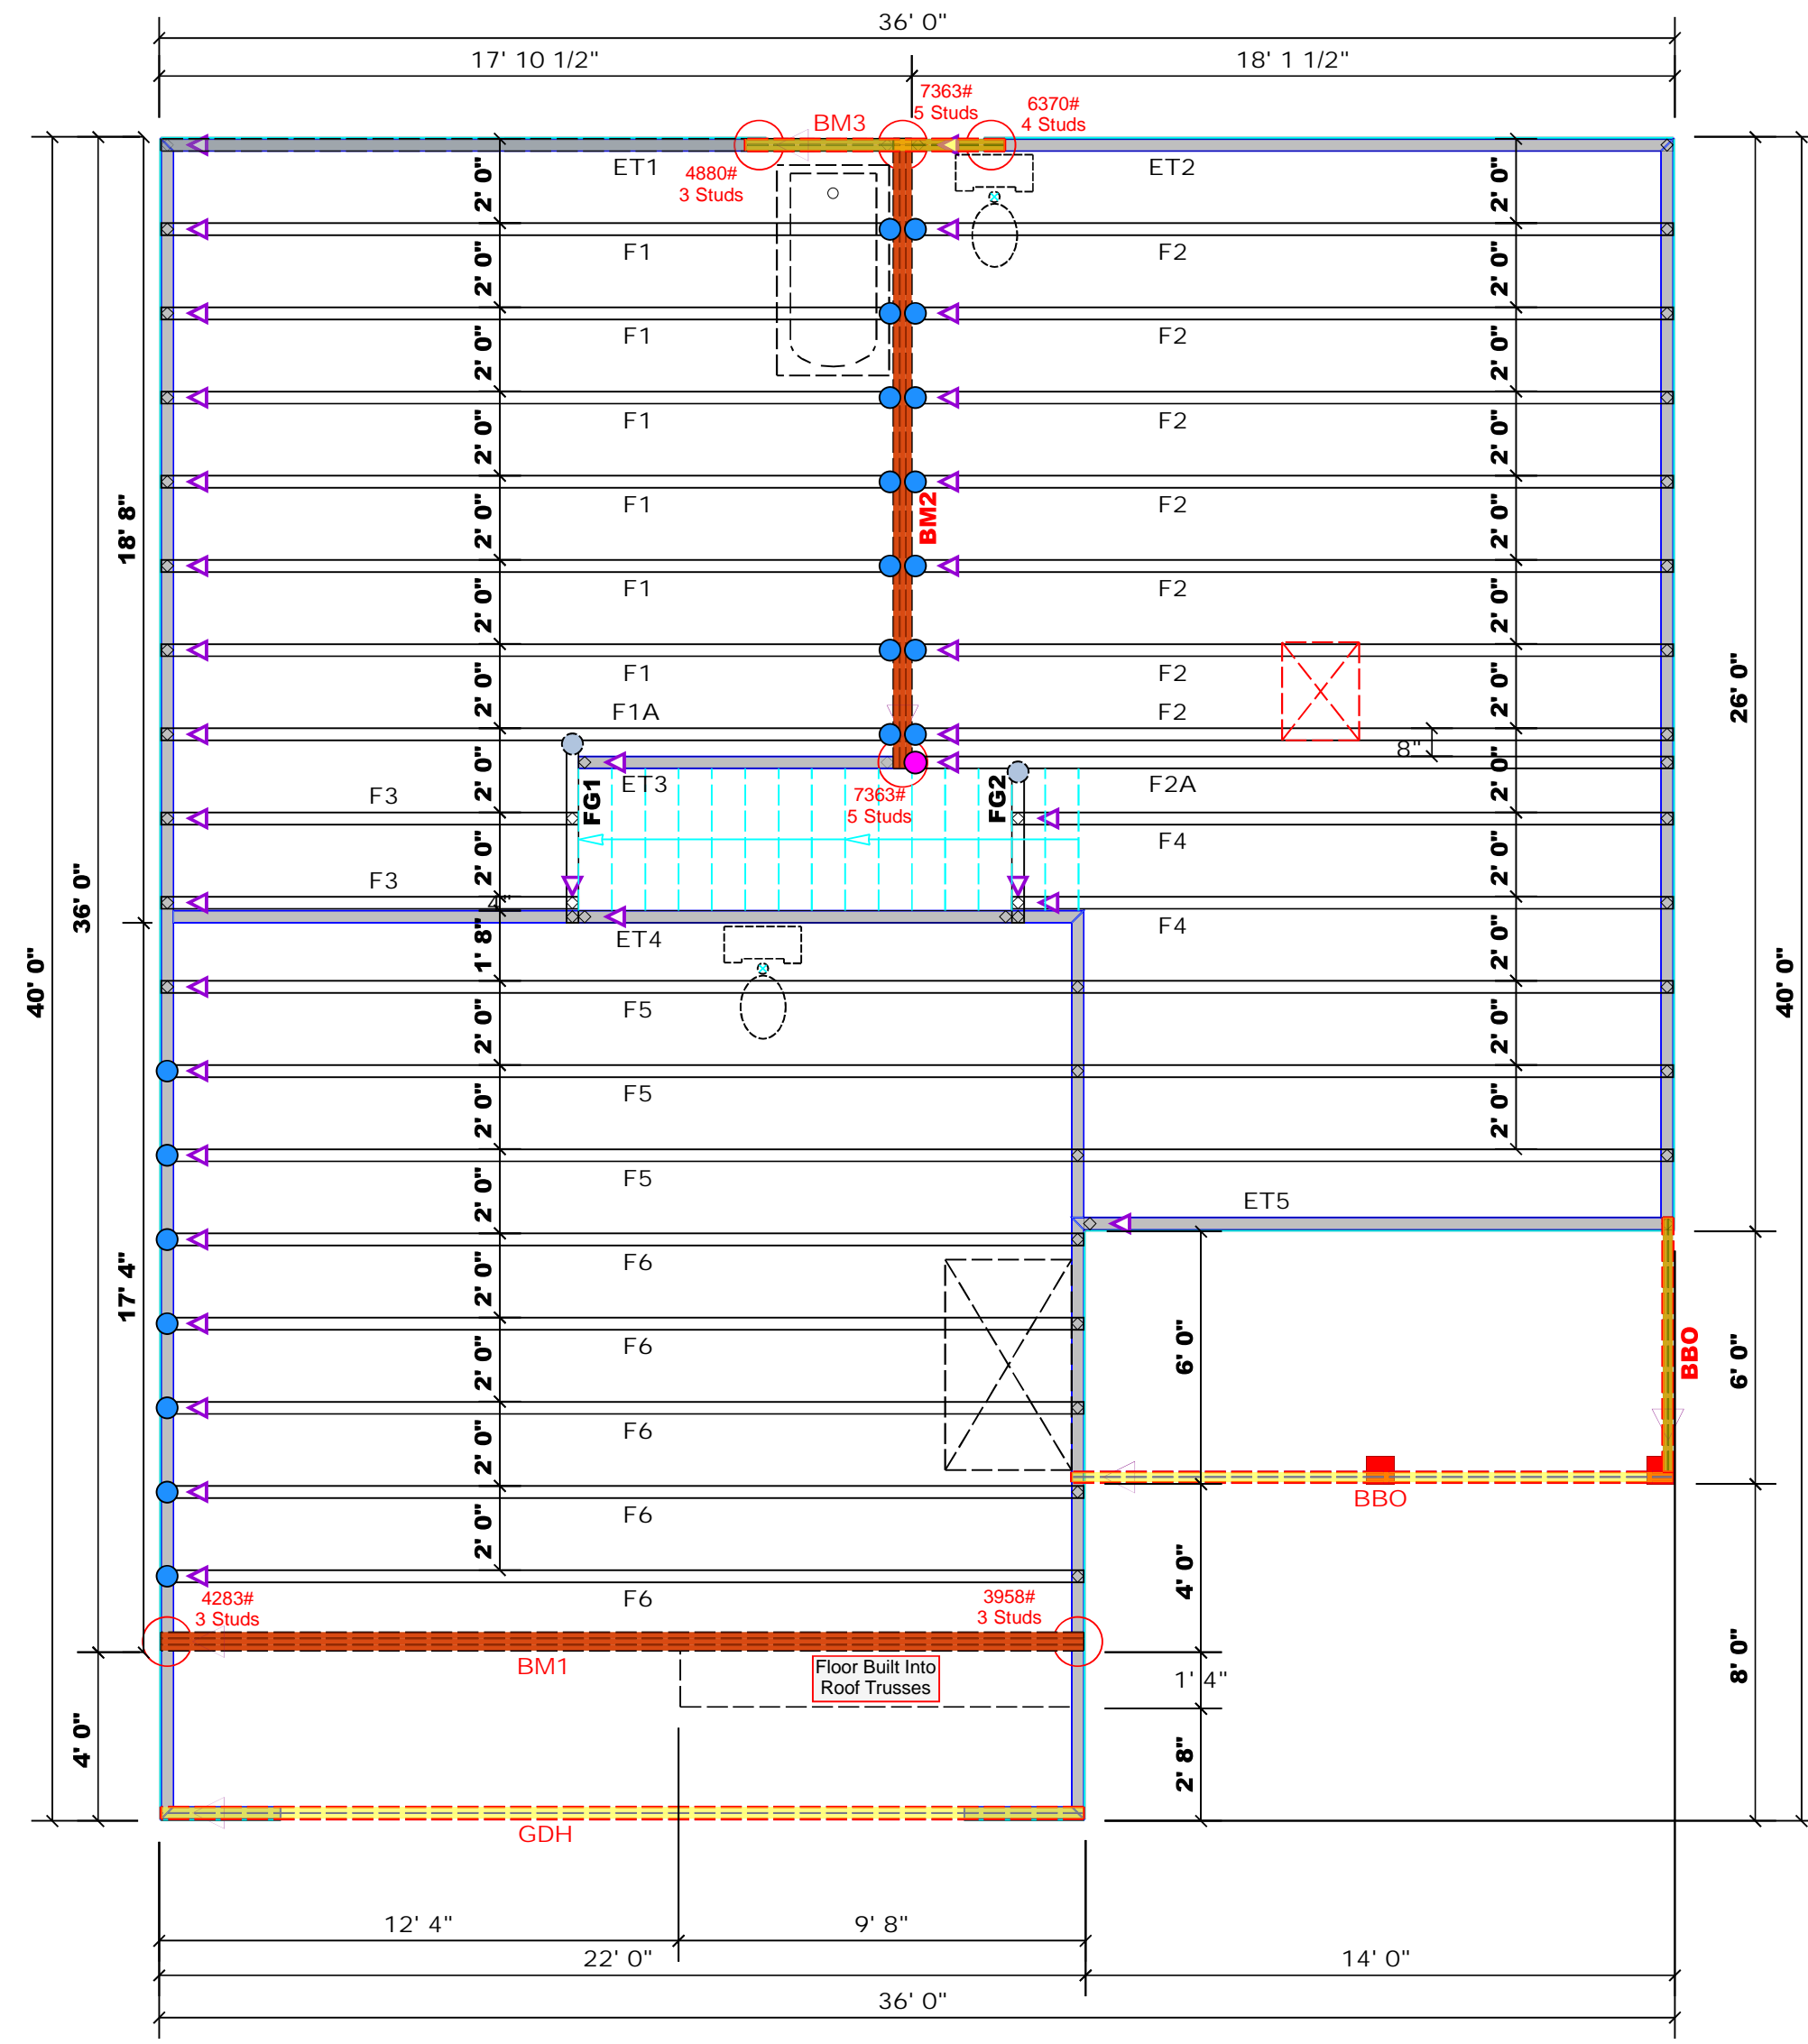 36' 0"
17' 10 1/2"
18' 1 1/2"
7363#
5 Studs
6370#
4 Studs
BM3
4880#
3 Studs
ET1
ET2
2' 0"
2' 0"
F1
F2
2' 0"
2' 0"
F1
F2
2' 0"
2' 0"
F1
F2
2' 0"
2' 0"
18' 8"
F1
BM2
F2
2' 0"
2' 0"
F1
F2
2' 0"
2' 0"
F1
F2
26' 0"
2' 0"
2' 0"
F1A
F2
8"
2' 0"
2' 0"
ET3
F2A
FG1
FG2
F3
7363#
5 Studs
F4
2' 0"
2' 0"
F3
36' 0"
4"
F4
ET4
1' 8"
2' 0"
40' 0"
40' 0"
F5
2' 0"
2' 0"
F5
2' 0"
2' 0"
F5
2' 0"
ET5
F6
17' 4"
2' 0"
6' 0"
BBO
6' 0"
F6
2' 0"
F6
2' 0"
BBO
F6
2' 0"
4' 0"
F6
4283#
3 Studs
3958#
3 Studs
BM1
Floor Built Into
Roof Trusses
1' 4"
8' 0"
4' 0"
2' 8"
GDH
12' 4"
9' 8"
22' 0"
14' 0"
36' 0"